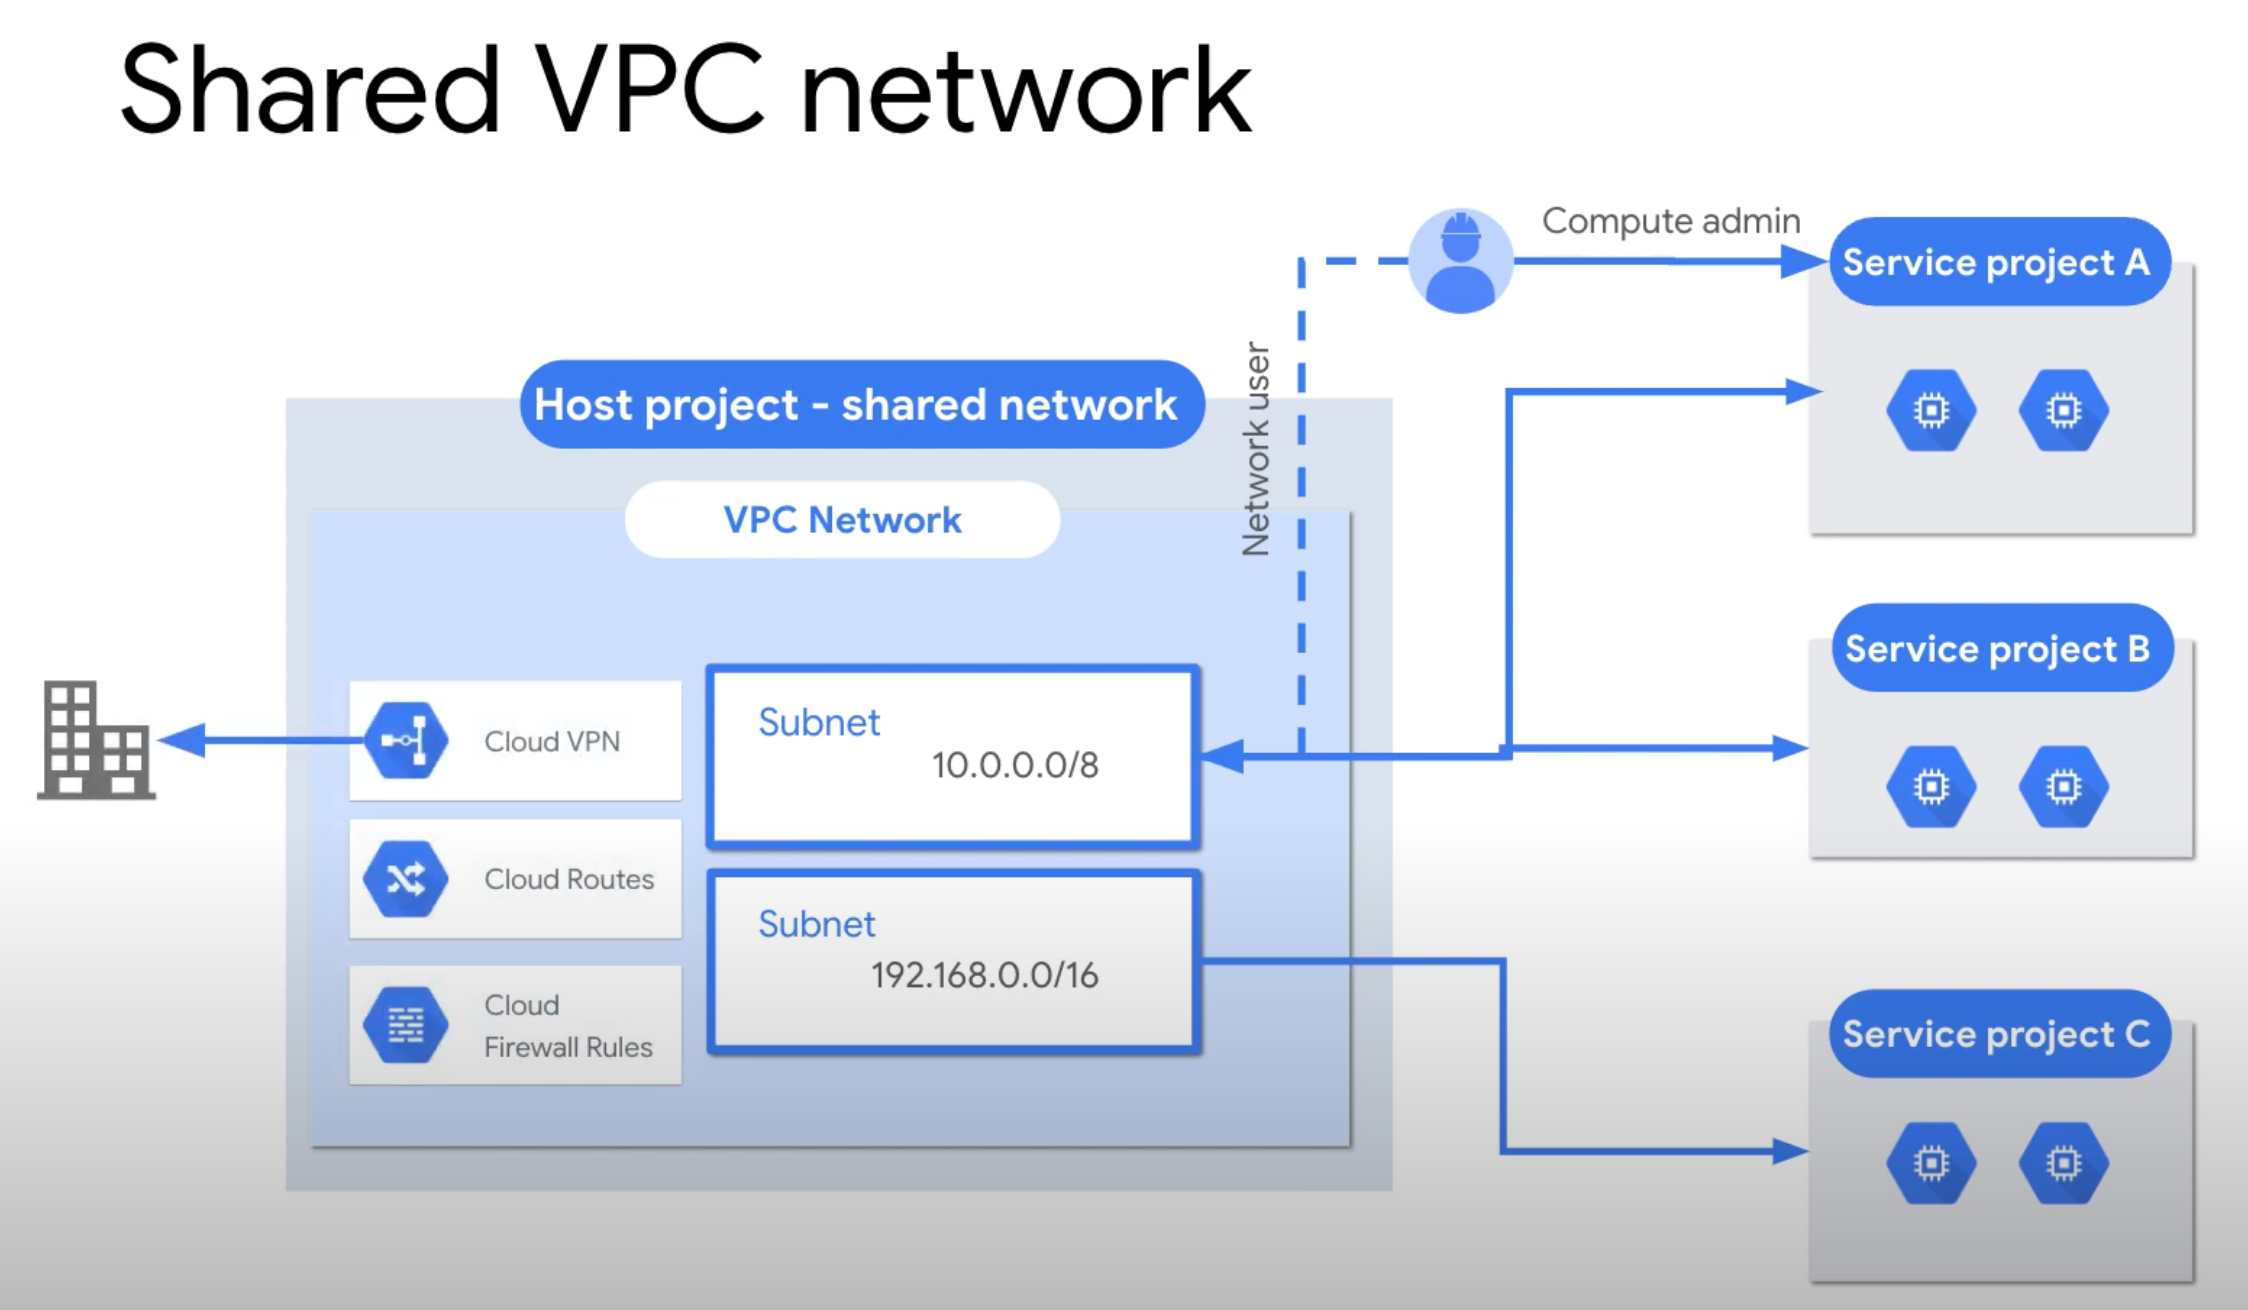 Shared VPC network
Compute admin
Service project A
Network user
Host project - shared network
VPC Network
Service project B
Cloud VPN
Subnet
10.0.0.0/8
Cloud Routes
Subnet
192.168.0.0/16
Cloud
Firewall Rules
Service project C